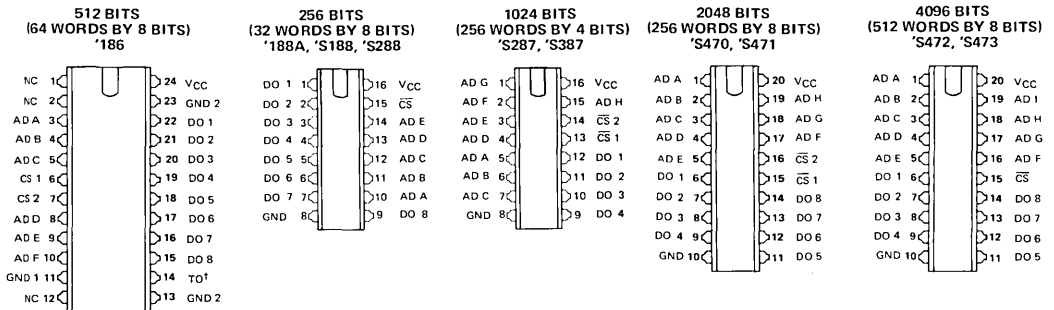 512 BITS
(64 WORDS BY 8 BITS)
'186
NC 1 24 VCC
NC 2 23 GND 2
AD A 3 22 DO 1
AD B 4 21 DO 2
AD C 5 20 DO 3
CS 1 6 19 DO 4
CS 2 7 18 DO 5
AD D 8 17 DO 6
AD E 9 16 DO 7
AD F 10 15 DO 8
GND 1 11 14 TO†
NC 12 13 GND 2
256 BITS
(32 WORDS BY 8 BITS)
'188A, 'S188, 'S288
DO 1 1 16 VCC
DO 2 2 15 C̅S̅
DO 3 3 14 AD E
DO 4 4 13 AD D
DO 5 5 12 AD C
DO 6 6 11 AD B
DO 7 7 10 AD A
GND 8 9 DO 8
1024 BITS
(256 WORDS BY 4 BITS)
'S287, 'S387
AD G 1 16 VCC
AD F 2 15 AD H
AD E 3 14 C̅S̅ 2
AD D 4 13 C̅S̅ 1
AD A 5 12 DO 1
AD B 6 11 DO 2
AD C 7 10 DO 3
GND 8 9 DO 4
2048 BITS
(256 WORDS BY 8 BITS)
'S470, 'S471
AD A 1 20 VCC
AD B 2 19 AD H
AD C 3 18 AD G
AD D 4 17 AD F
AD E 5 16 C̅S̅ 2
DO 1 6 15 C̅S̅ 1
DO 2 7 14 DO 8
DO 3 8 13 DO 7
DO 4 9 12 DO 6
GND 10 11 DO 5
4096 BITS
(512 WORDS BY 8 BITS)
'S472, 'S473
AD A 1 20 VCC
AD B 2 19 AD I
AD C 3 18 AD H
AD D 4 17 AD G
AD E 5 16 AD F
DO 1 6 15 C̅S̅
DO 2 7 14 DO 8
DO 3 8 13 DO 7
DO 4 9 12 DO 6
GND 10 11 DO 5